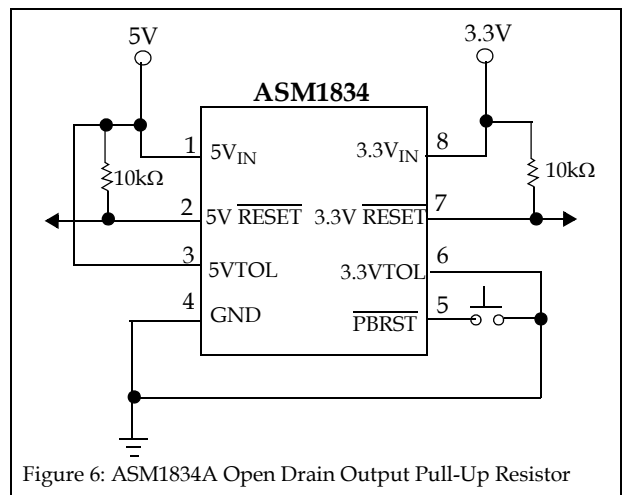 5V
3.3V
ASM1834
1
5VIN
3.3VIN
8
10kΩ
10kΩ
2
5V RESET
3.3V RESET
7
3
5VTOL
3.3VTOL
6
4
GND
PBRST
5
Figure 6: ASM1834A Open Drain Output Pull-Up Resistor